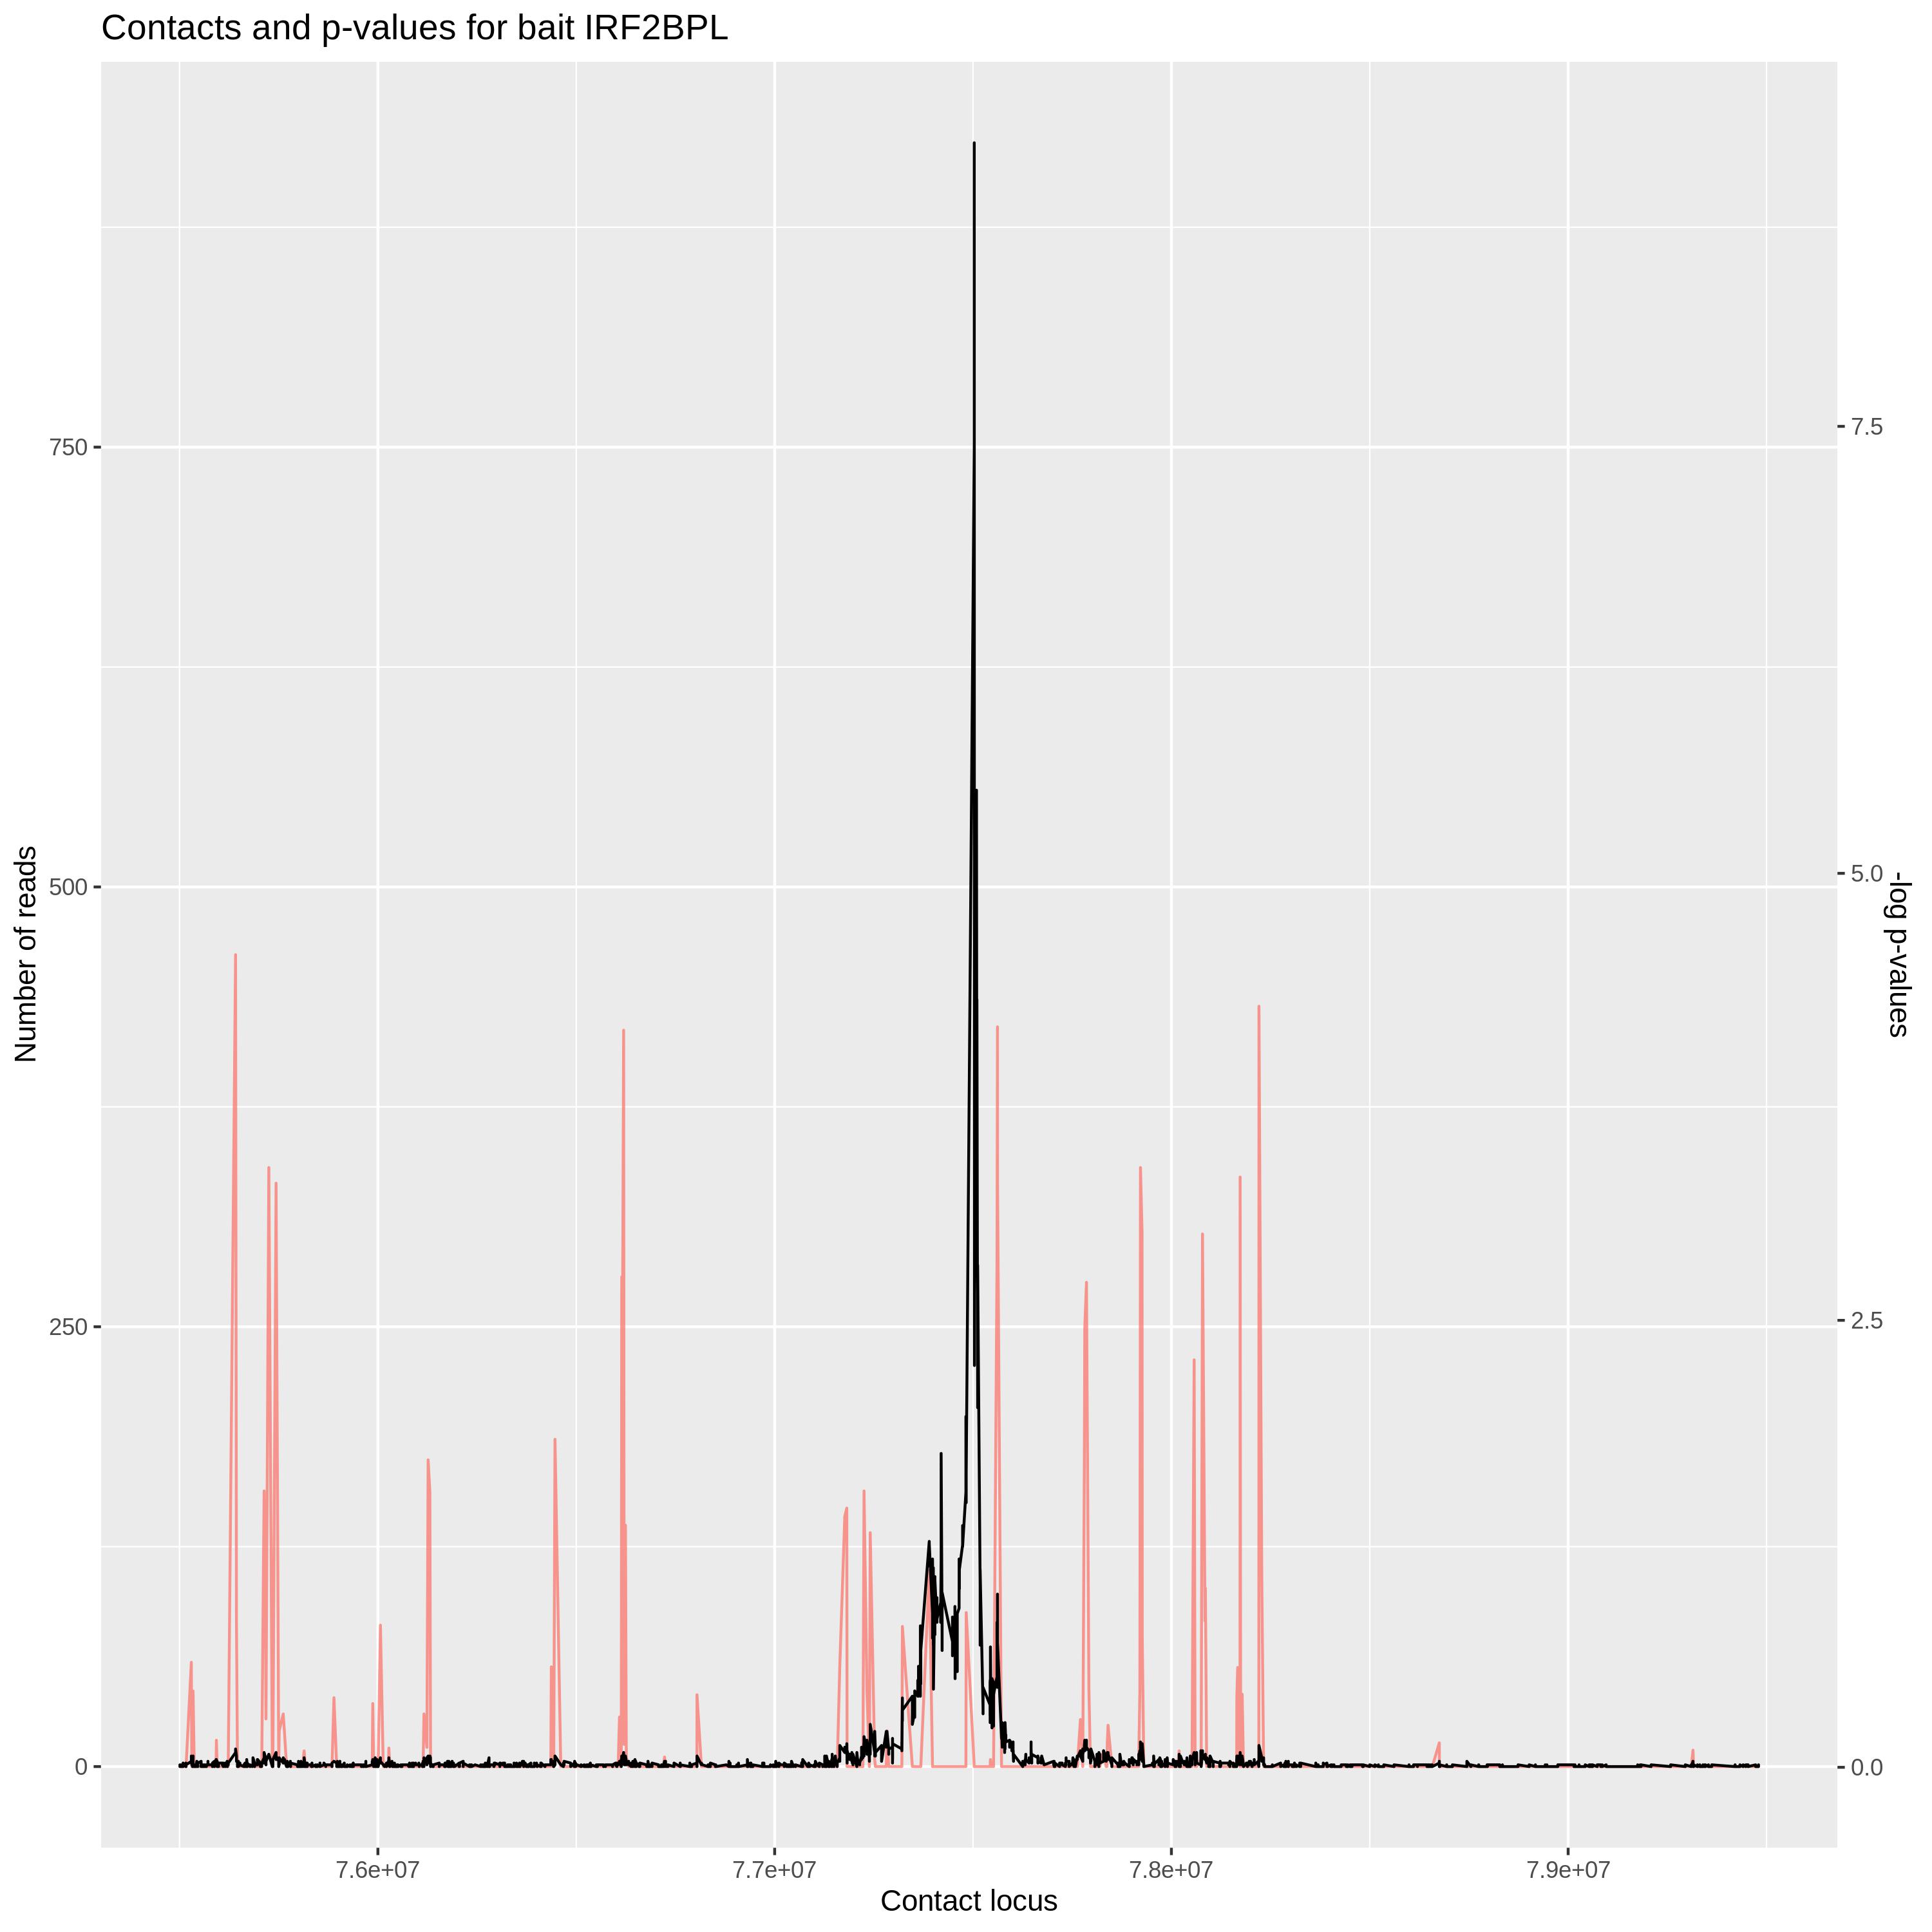 Contacts and p-values for bait IRF2BPL
Number of reads
750
500
250
0
7.5
5.0
2.5
0.0
-log p-values
7.6e+07
7.7e+07
7.8e+07
7.9e+07
Contact locus